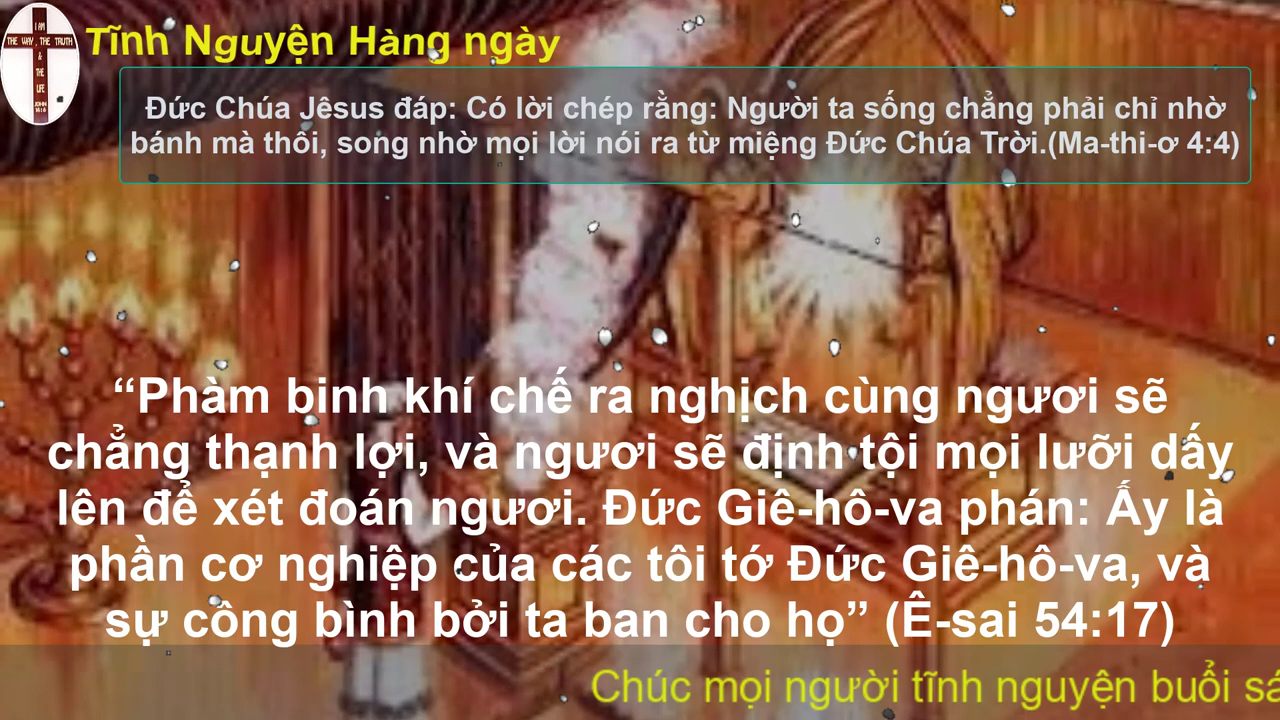 I AM
THE WAY, THE TRUTH
&
THE
LIFE
JOHN
Tĩnh Nguyện Hàng ngày
Đức Chúa Jêsus đáp: Có lời chép rằng: Người ta sống chẳng phải chỉ nhờ
bánh mà thôi, song nhờ mọi lời nói ra từ miệng Đức Chúa Trời.(Ma-thi-ơ 4:4)
“Phàm binh khí chế ra nghịch cùng ngươi sẽ
chẳng thạnh lợi, và ngươi sẽ định tội mọi lưỡi dấy
lên để xét đoán ngươi. Đức Giê-hô-va phán: Ấy là
phần cơ nghiệp của các tôi tớ Đức Giê-hô-va, và
sự công bình bởi ta ban cho họ” (Ê-sai 54:17)
Chúc mọi người tĩnh nguyện buổi sá